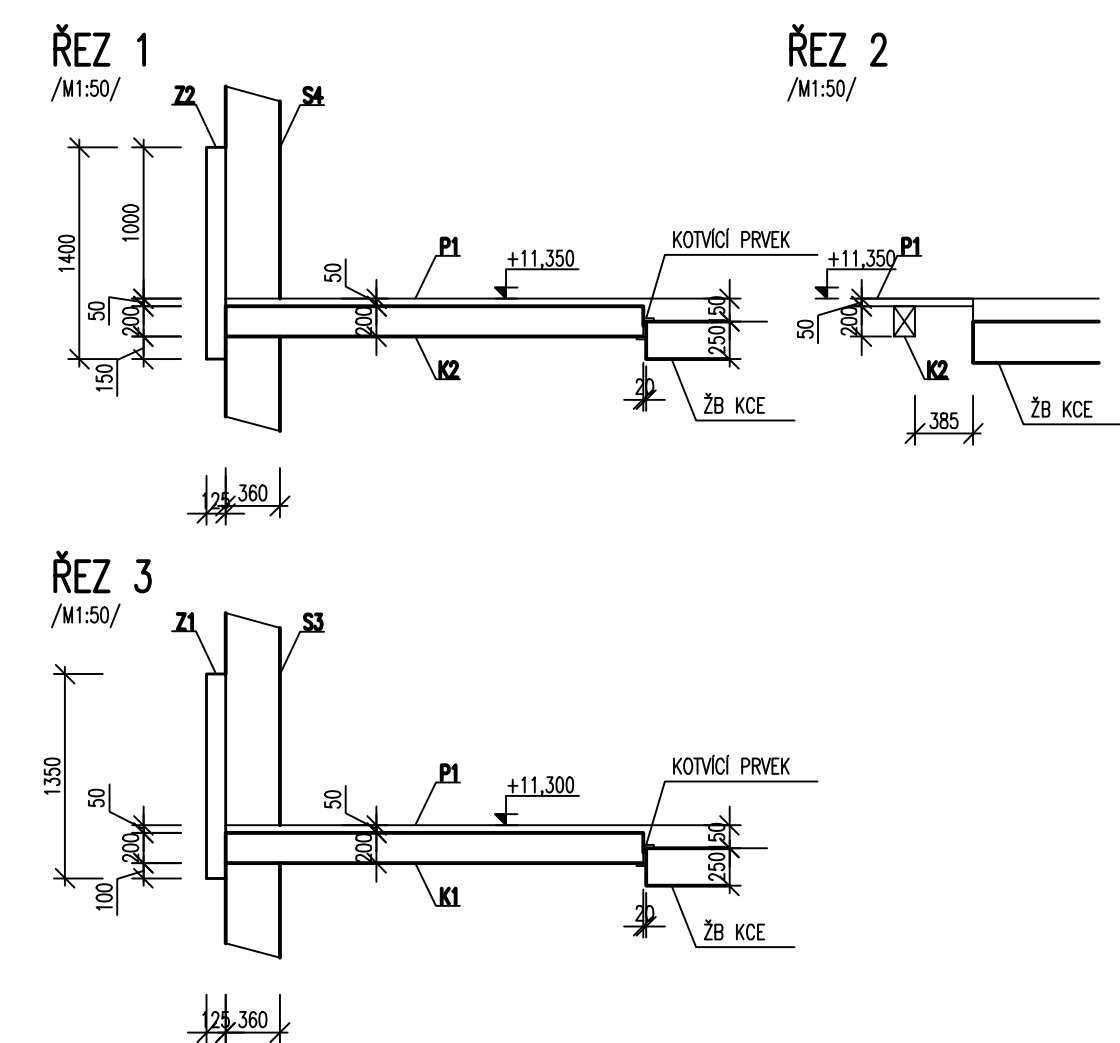 ŘEZ 1
/M1:50/
Z2
S4
1400
1000
50
200
150
50
200
P1
+11,350
KOTVÍCÍ PRVEK
150
250
K2
20
ŽB KCE
125
360
ŘEZ 2
/M1:50/
+11,350
P1
50
200
K2
385
ŽB KCE
ŘEZ 3
/M1:50/
Z1
S3
1350
50
200
100
50
200
P1
+11,300
KOTVÍCÍ PRVEK
150
250
K1
20
ŽB KCE
125
360